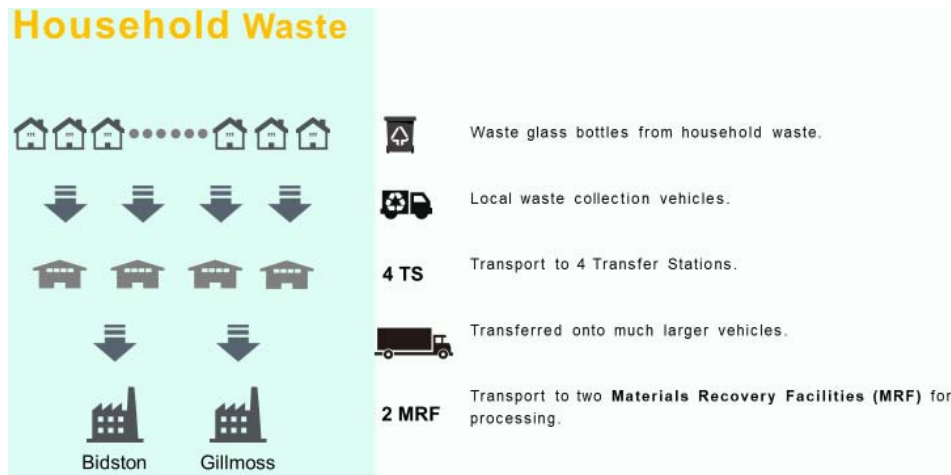 Household Waste
Waste glass bottles from household waste.
Local waste collection vehicles.
4 TS
Transport to 4 Transfer Stations.
Transferred onto much larger vehicles.
2 MRF
Transport to two Materials Recovery Facilities (MRF) for
processing.
Bidston
Gillmoss